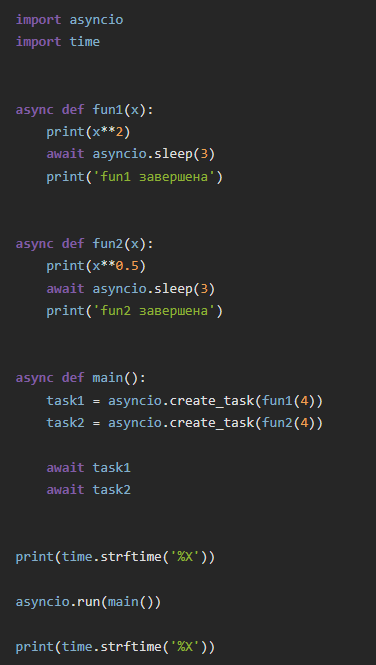 import asyncio
import time
async def fun1(x):
    print(x**2)
    await asyncio.sleep(3)
    print('fun1 завершена')
async def fun2(x):
    print(x**0.5)
    await asyncio.sleep(3)
    print('fun2 завершена')
async def main():
    task1 = asyncio.create_task(fun1(4))
    task2 = asyncio.create_task(fun2(4))
    await task1
    await task2
print(time.strftime('%X'))
asyncio.run(main())
print(time.strftime('%X'))